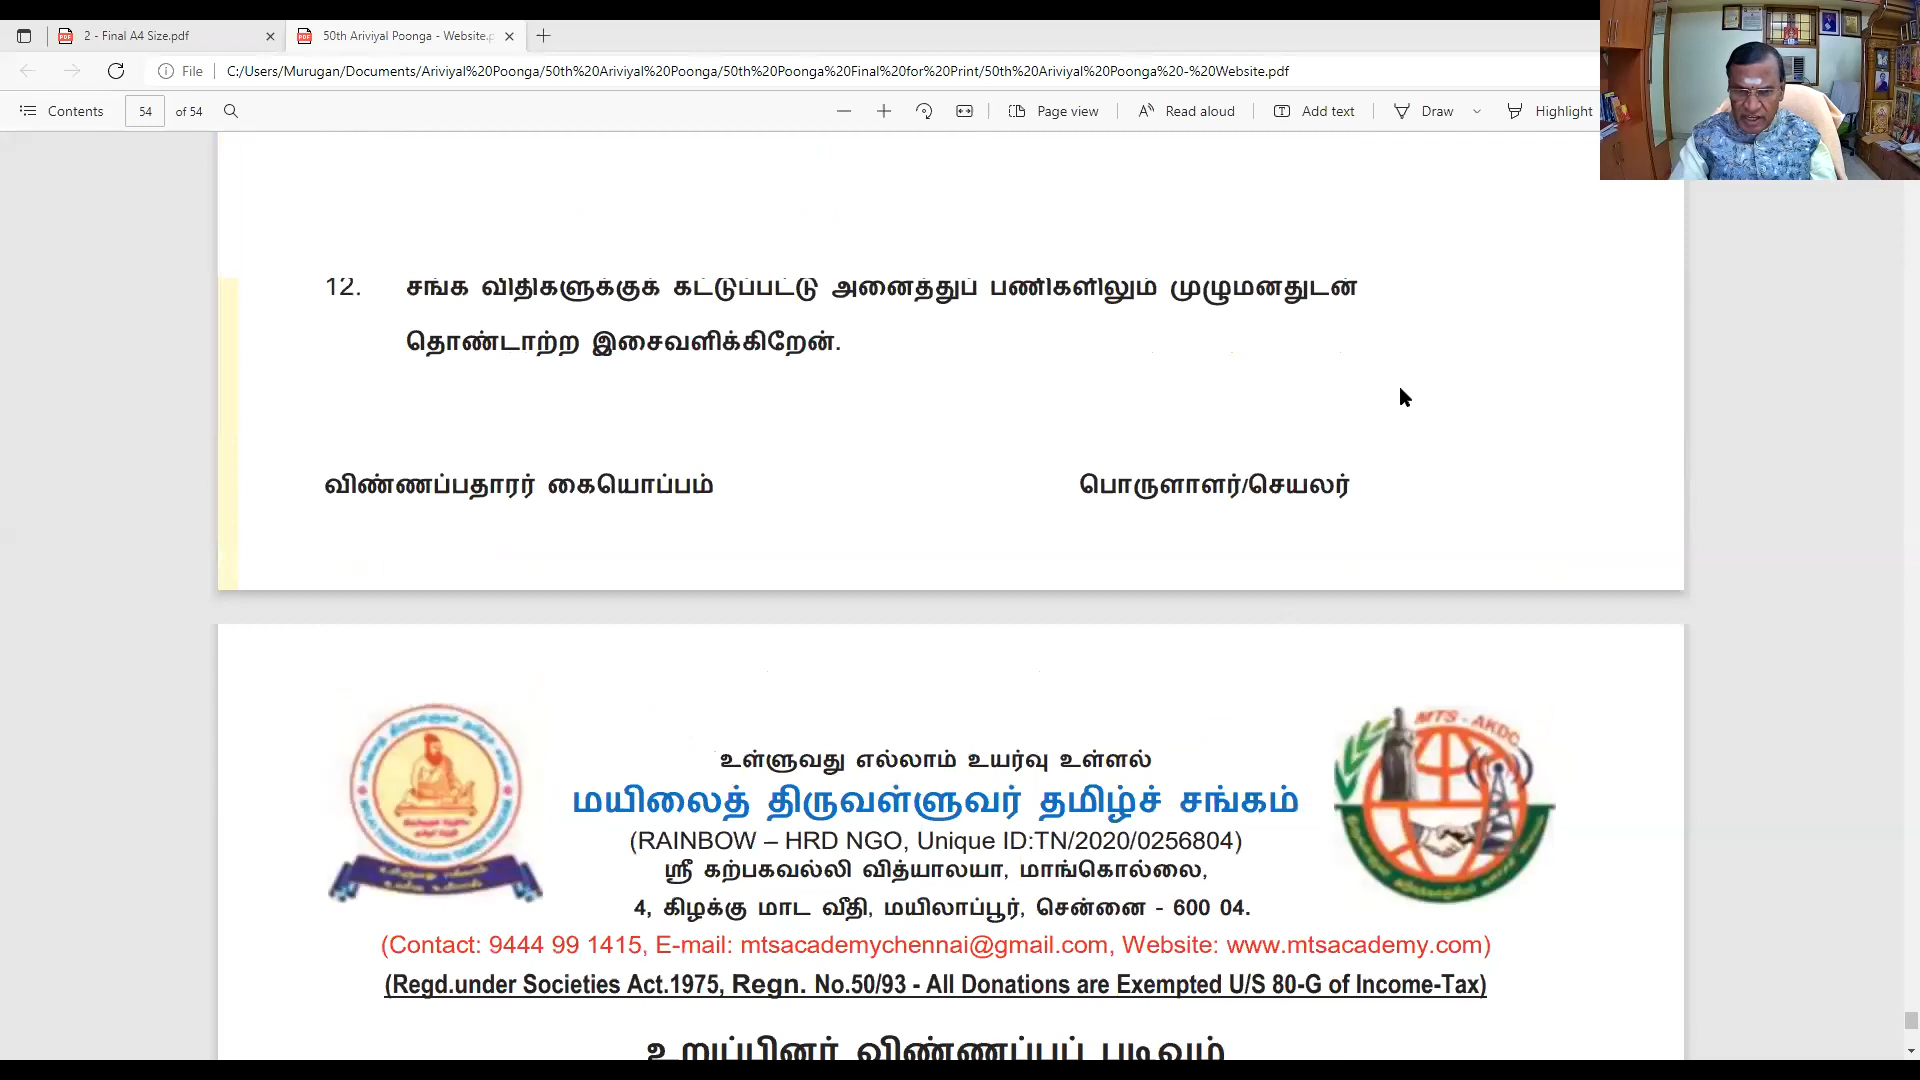 2 - Final A4 Size.pdf
50th Ariviyal Poonga - Website.p
File
C:/Users/Murugan/Documents/Ariviyal%20Poonga/50th%20Ariviyal%20Poonga/50th%20Poonga%20Final%20for%20Print/50th%20Ariviyal%20Poonga%20-%20Website.pdf
Contents 54 of 54 Page view Read aloud Add text Draw Highlight
12. சங்க விதிகளுக்குக் கட்டுப்பட்டு அனைத்துப் பணிகளிலும் முழுமனதுடன்
தொண்டாற்ற இசைவளிக்கிறேன்.
விண்ணப்பதாரர் கையொப்பம் பொருளாளர்/செயலர்
உள்ளுவது எல்லாம் உயர்வு உள்ளல்
மயிலைத் திருவள்ளுவர் தமிழ்ச் சங்கம்
(RAINBOW – HRD NGO, Unique ID:TN/2020/0256804)
ஸ்ரீ கற்பகவல்லி வித்யாலயா, மாங்கொல்லை,
4, கிழக்கு மாட வீதி, மயிலாப்பூர், சென்னை - 600 04.
(Contact: 9444 99 1415, E-mail: mtsacademychennai@gmail.com, Website: www.mtsacademy.com)
(Regd.under Societies Act.1975, Regn. No.50/93 - All Donations are Exempted U/S 80-G of Income-Tax)
உறுப்பினர் விண்ணப்பப் படிவம்
MTS - AKDC